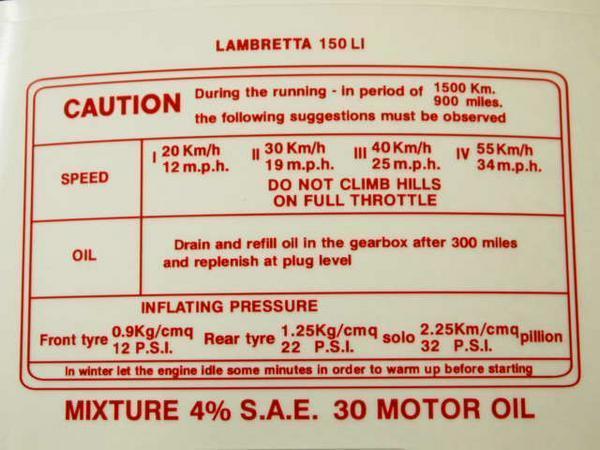 LAMBRETTA 150 LI
CAUTION During the running - in period of 1500 Km.
900 miles.
the following suggestions must be observed
SPEED
I 20 Km/h 12 m.p.h.
II 30 Km/h 19 m.p.h.
III 40 Km/h 25 m.p.h.
IV 55 Km/h 34 m.p.h.
DO NOT CLIMB HILLS
ON FULL THROTTLE
OIL
Drain and refill oil in the gearbox after 300 miles
and replenish at plug level
INFLATING PRESSURE
Front tyre 0.9Kg/cmq 12 P.S.I. Rear tyre 1.25Kg/cmq 22 P.S.I. solo 2.25Km/cmq 32 P.S.I. pillion
In winter let the engine idle some minutes in order to warm up before starting
MIXTURE 4% S.A.E. 30 MOTOR OIL